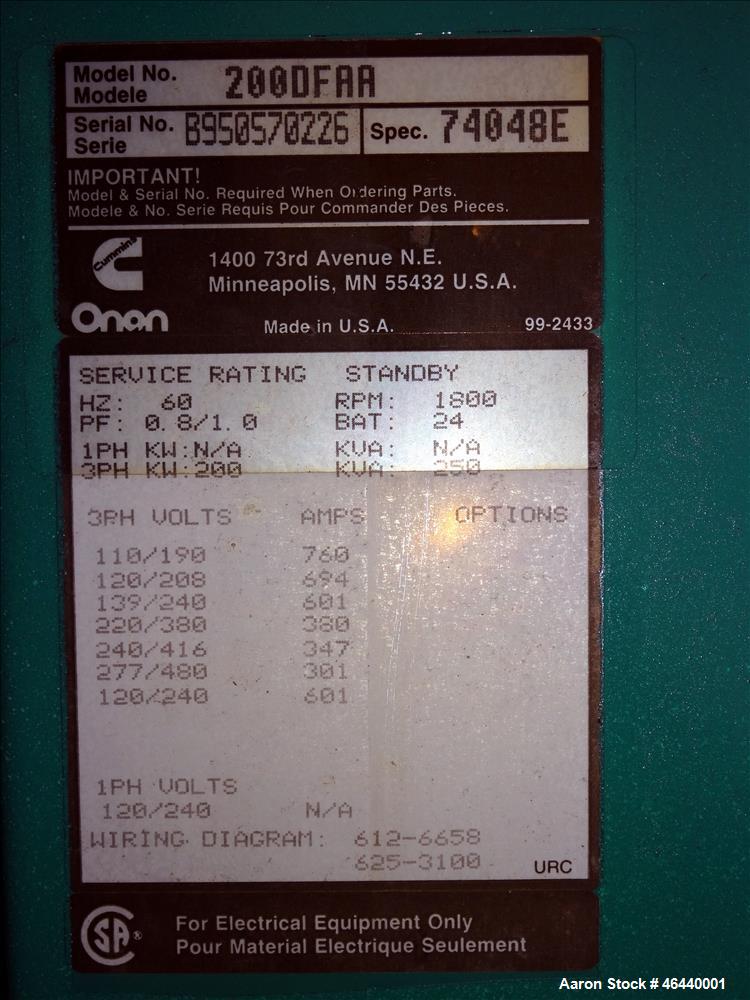 Model No. 200DFAA
Modele
Serial No. B950570226 Spec. 74048E
Serie
IMPORTANT!
Model & Serial No. Required When Ordering Parts.
Modele & No. Serie Requis Pour Commander Des Pieces.
Cummins
1400 73rd Avenue N.E.
Minneapolis, MN 55432 U.S.A.
Onan Made in U.S.A. 99-2433
SERVICE RATING STANDBY
HZ: 60 RPM: 1800
PF: 0.8/1.0 BAT: 24
1PH KW:N/A KVA: N/A
3PH KW:200 KVA: 250
3PH VOLTS AMPS OPTIONS
110/190 760
120/208 694
139/240 601
220/380 380
240/416 347
277/480 301
120/240 601
1PH VOLTS
120/240 N/A
WIRING DIAGRAM: 612-6658
625-3100 URC
SA ®
For Electrical Equipment Only
Pour Material Electrique Seulement
Aaron Stock # 46440001